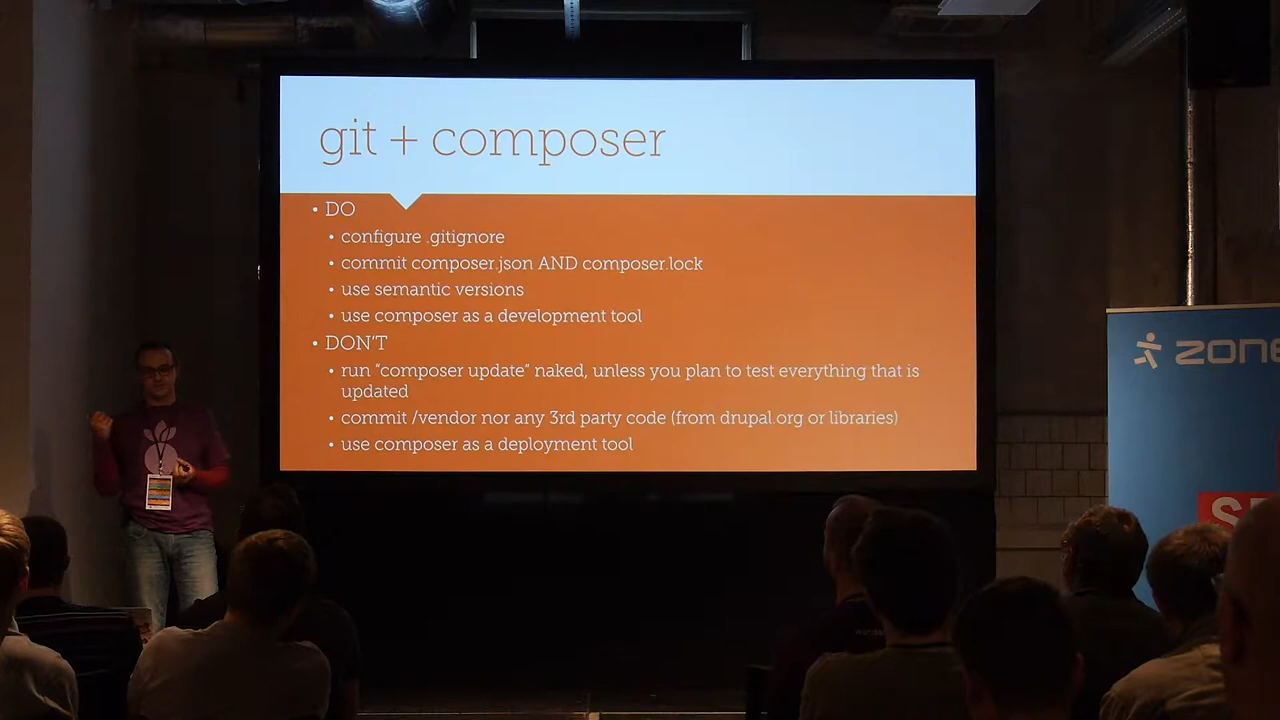 git + composer
• DO
• configure .gitignore
• commit composer.json AND composer.lock
• use semantic versions
• use composer as a development tool
• DON'T
• run "composer update" naked, unless you plan to test everything that is
updated
• commit /vendor nor any 3rd party code (from drupal.org or libraries)
• use composer as a deployment tool
zone